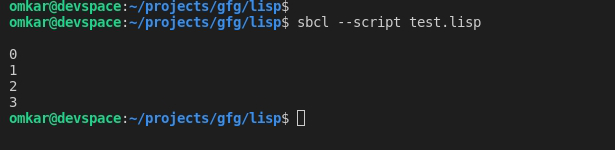 omkar@devspace:~/projects/gfg/lisp$
omkar@devspace:~/projects/gfg/lisp$ sbcl --script test.lisp
0
1
2
3
omkar@devspace:~/projects/gfg/lisp$